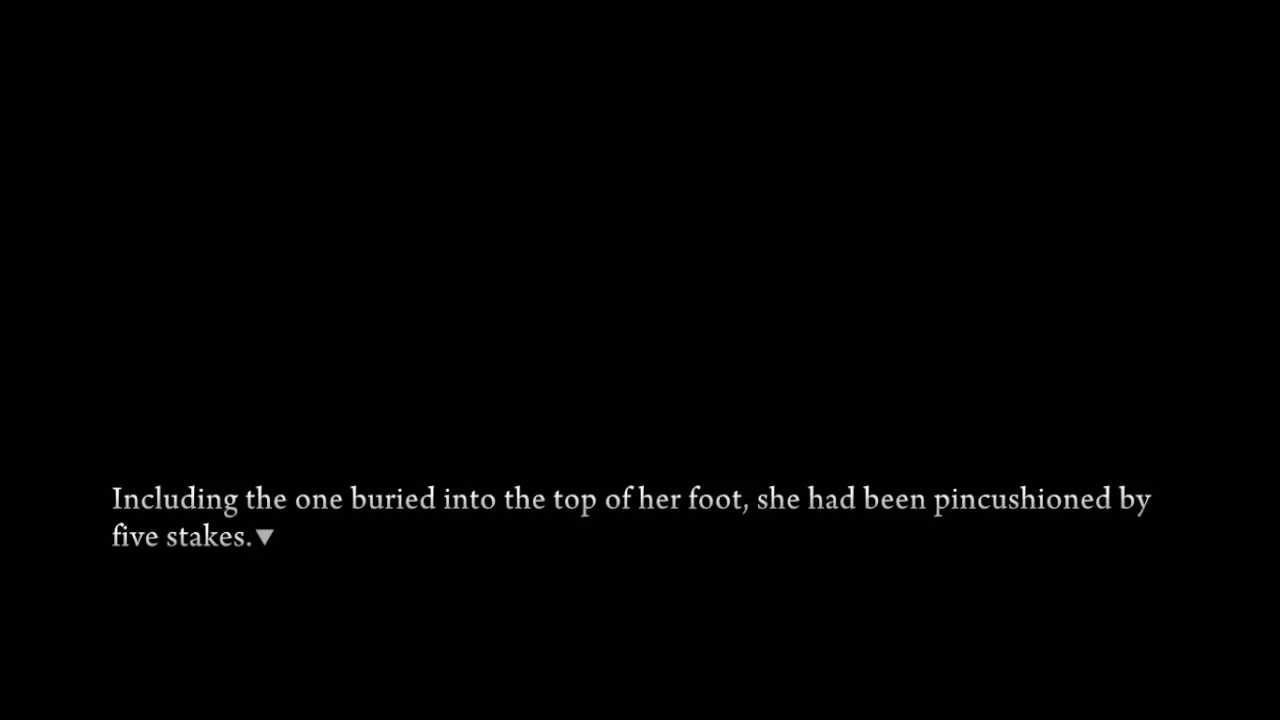 Including the one buried into the top of her foot, she had been pincushioned by
five stakes.▼